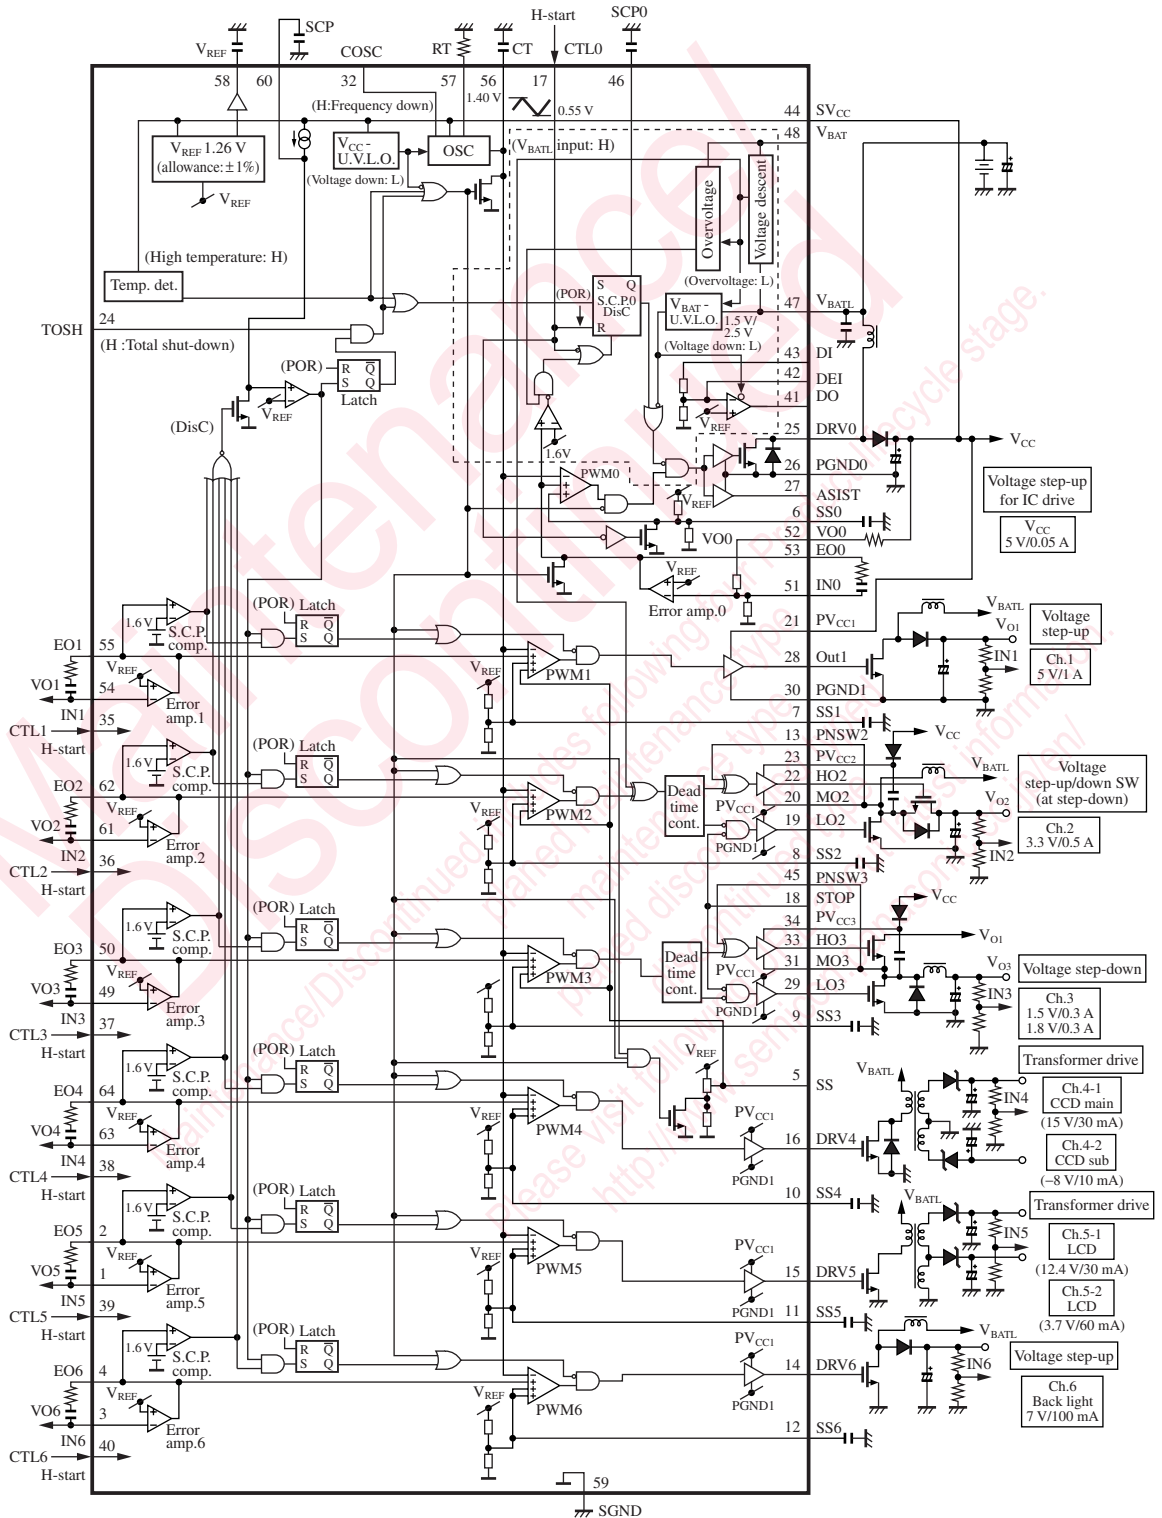 H-start
SCP
SCP0
VREF
COSC
RT
CT
CTL0
58
60
32
57
56
17
46
1.40 V
0.55 V
44
SVCC
(H:Frequency down)
48
VBAT
VREF 1.26 V
(allowance:±1%)
VCC -
U.V.L.O.
OSC
(VBATL
input: H)
(Voltage down: L)
VREF
Overvoltage
Voltage descent
(High temperature: H)
Temp. det.
(Overvoltage: L)
(POR)
S
Q
S.C.P.0
DisC
R
VBAT -
U.V.L.O.
1.5 V/
2.5 V
(Voltage down: L)
47
VBATL
TOSH
24
(H :Total shut-down)
43
DI
42
DEI
41
DO
(POR)
R
Q
S
Q
Latch
VREF
VREF
(DisC)
25
DRV0
VCC
1.6V
26
PGND0
PWM0
27
ASIST
VREF
Voltage step-up
for IC drive
6
SS0
VCC
5 V/0.05 A
VO0
52
VO0
53
EO0
VREF
51
IN0
Error amp.0
(POR)
Latch
R
Q
S
Q
1.6 V
S.C.P.
comp.
21
PVCC1
VBATL
Voltage
step-up
VO1
EO1
55
VREF
PWM1
28
Out1
IN1
Ch.1
5 V/1 A
VO1
54
Error
amp.1
VREF
30
PGND1
IN1
CTL1
35
H-start
7
SS1
13
PNSW2
VCC
(POR)
Latch
R
Q
S
Q
1.6 V
S.C.P.
comp.
23
PVCC2
22
HO2
VBATL
Voltage
step-up/down SW
(at step-down)
EO2
62
VREF
PWM2
Dead
time
cont.
PVCC1
20
MO2
VO2
VO2
61
Error
amp.2
VREF
PGND1
19
LO2
IN2
Ch.2
3.3 V/0.5 A
IN2
CTL2
36
H-start
8
SS2
45
PNSW3
18
STOP
VCC
(POR)
Latch
R
Q
S
Q
1.6 V
S.C.P.
comp.
34
PVCC3
33
HO3
VO1
EO3
50
VREF
PWM3
Dead
time
cont.
PVCC1
31
MO3
VO3
Voltage step-down
VO3
49
Error
amp.3
PGND1
29
LO3
IN3
Ch.3
1.5 V/0.3 A
1.8 V/0.3 A
IN3
CTL3
37
H-start
9
SS3
(POR)
Latch
R
Q
S
Q
1.6 V
S.C.P.
comp.
VREF
5
SS
VBATL
Transformer drive
EO4
64
VREF
IN4
Ch.4-1
CCD main
(15 V/30 mA)
VO4
63
Error
amp.4
VREF
PWM4
PVCC1
PGND1
16
DRV4
Ch.4-2
CCD sub
(−8 V/10 mA)
IN4
CTL4
38
H-start
10
SS4
(POR)
Latch
R
Q
S
Q
1.6 V
S.C.P.
comp.
VBATL
Transformer drive
EO5
2
VREF
IN5
Ch.5-1
LCD
(12.4 V/30 mA)
VO5
1
Error
amp.5
VREF
PWM5
PVCC1
PGND1
15
DRV5
Ch.5-2
LCD
(3.7 V/60 mA)
IN5
CTL5
39
H-start
11
SS5
(POR)
Latch
R
Q
S
Q
1.6 V
S.C.P.
comp.
PVCC1
VBATL
Voltage step-up
EO6
4
VREF
14
DRV6
IN6
Ch.6
Back light
7 V/100 mA
VO6
3
Error
amp.6
VREF
PWM6
PGND1
IN6
CTL6
40
H-start
12
SS6
59
SGND
Maintenance/
Discontinued